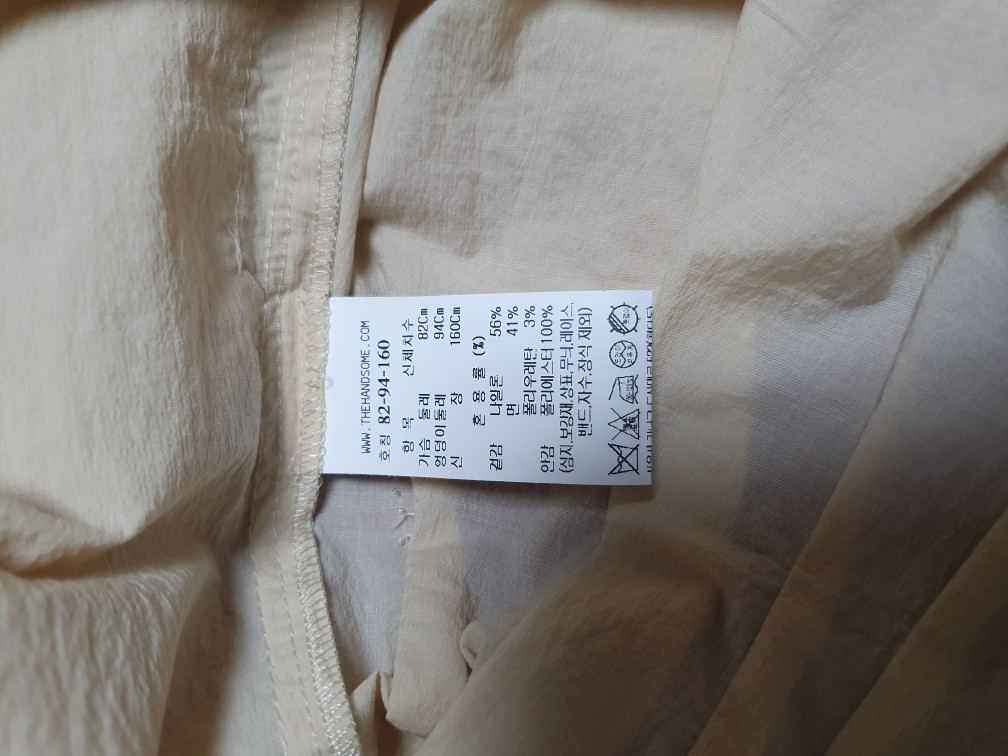 WWW.THEHANDSOME.COM
호칭 82-94-160
항 목 신체치수
가슴 둘레 82Cm
엉덩이둘레 94Cm
신 장 160Cm
혼 용 률 (%)
겉감 나일론 56%
면 41%
폴리우레탄 3%
안감 폴리에스터100%
(심지,보강재,상표,무늬,레이스,
밴드,자수,장식 제외)